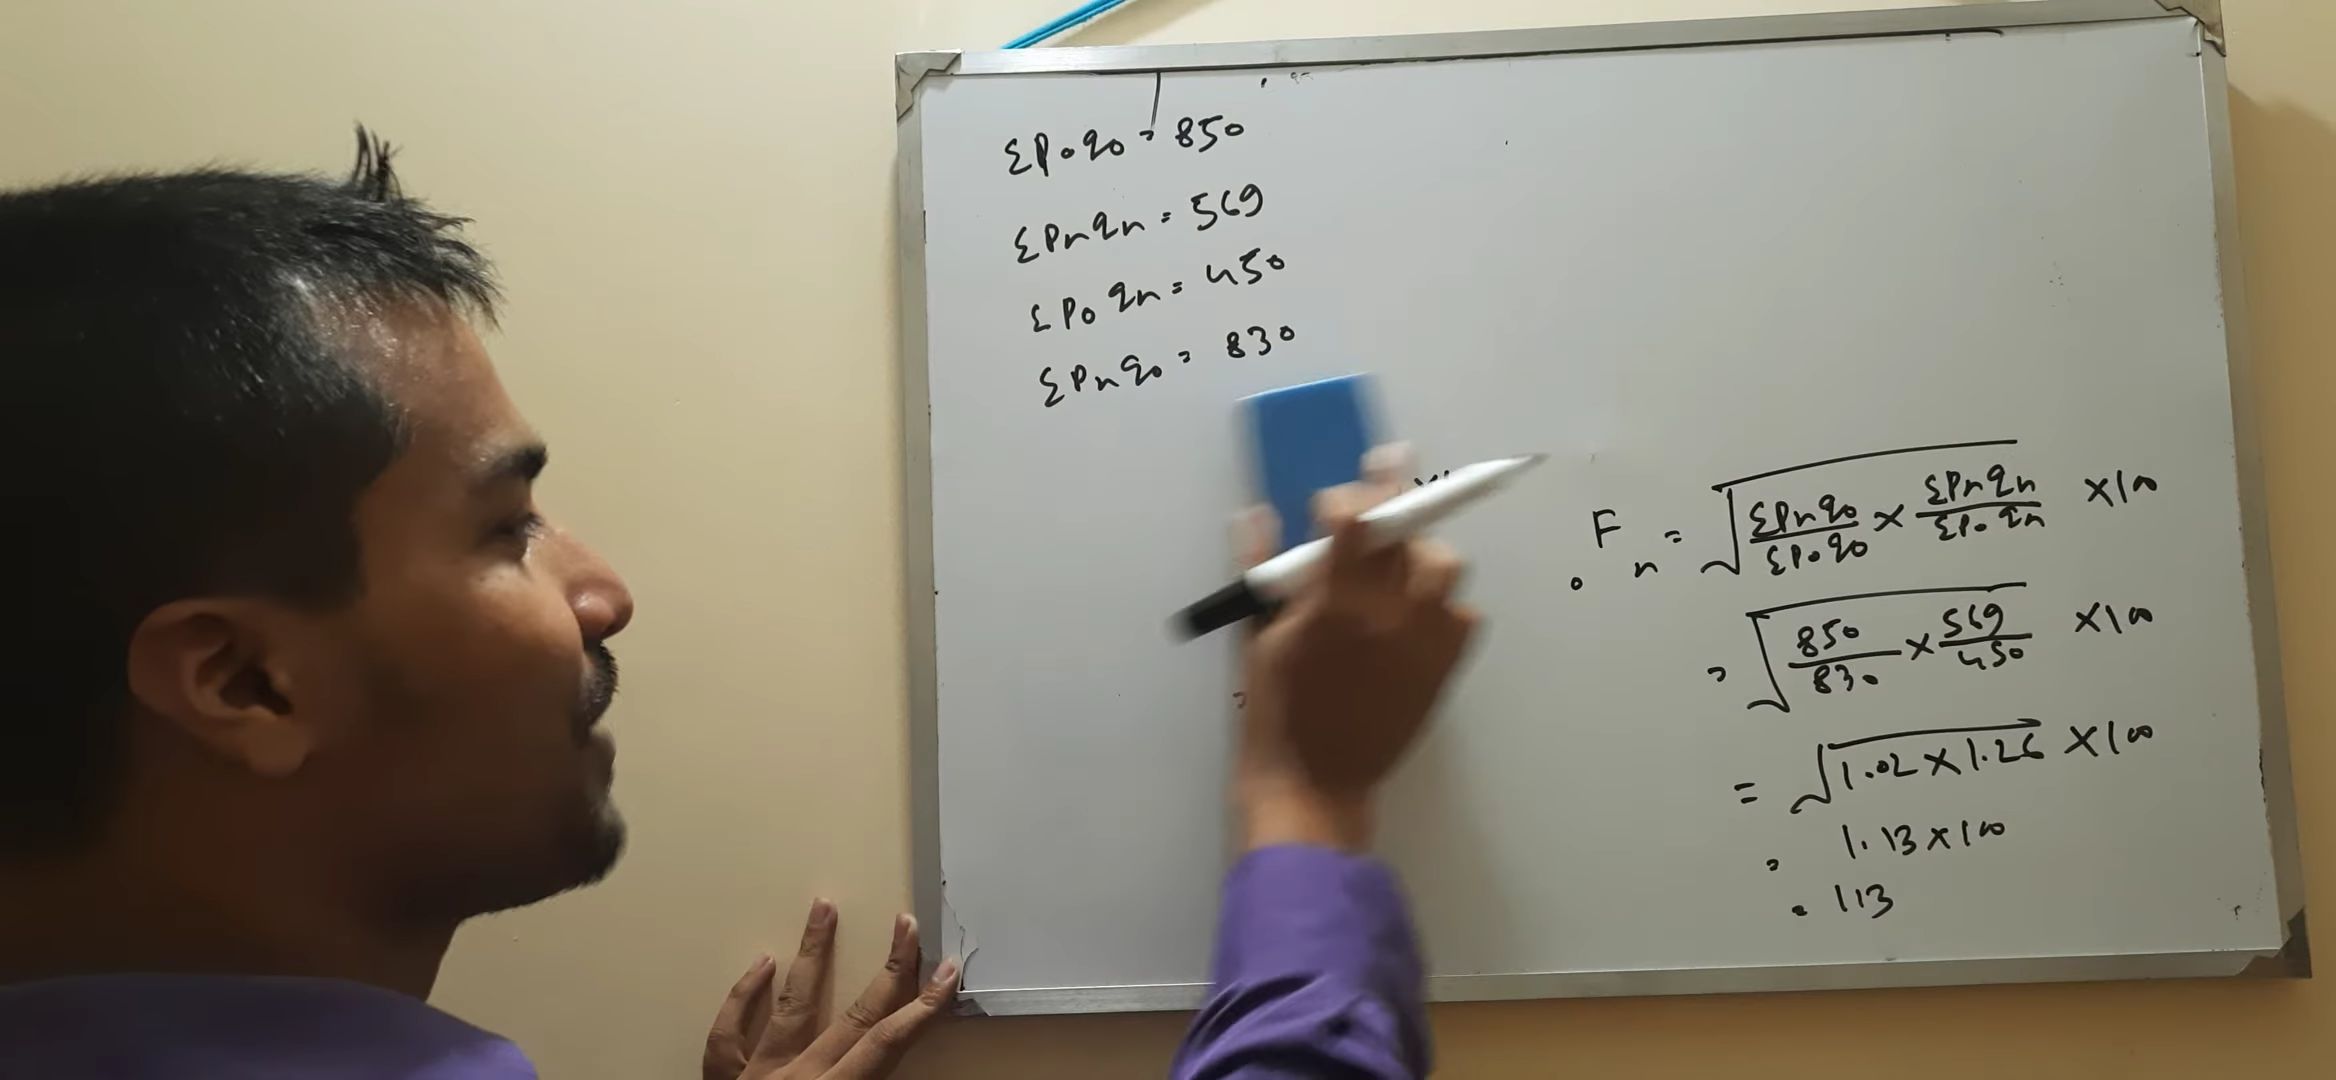 Σp₀q₀ = 850
Σpnqn = 569
Σp₀qn = 450
Σpnq₀ = 830
₀Fn = √(Σpnq₀/Σp₀q₀ × Σpnqn/Σp₀qn) × 100
= √(850/830 × 569/450) × 100
= √(1.02 × 1.26) × 100
= 1.13 × 100
= 113